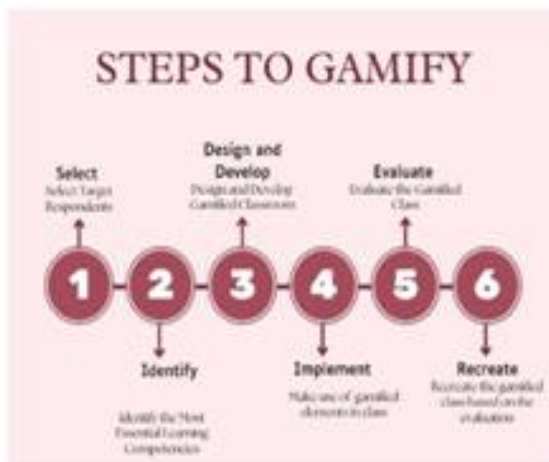 STEPS TO GAMIFY
1
Select
Select Target
Respondents
2
Identify
Identify the Most
Essential Learning
Competencies
3
Design and
Develop
Design and Develop
Gamified Classroom
4
Implement
Make use of gamified
elements in class
5
Evaluate
Evaluate the Gamified
Class
6
Recreate
Recreate the gamified
class based on the
evaluation